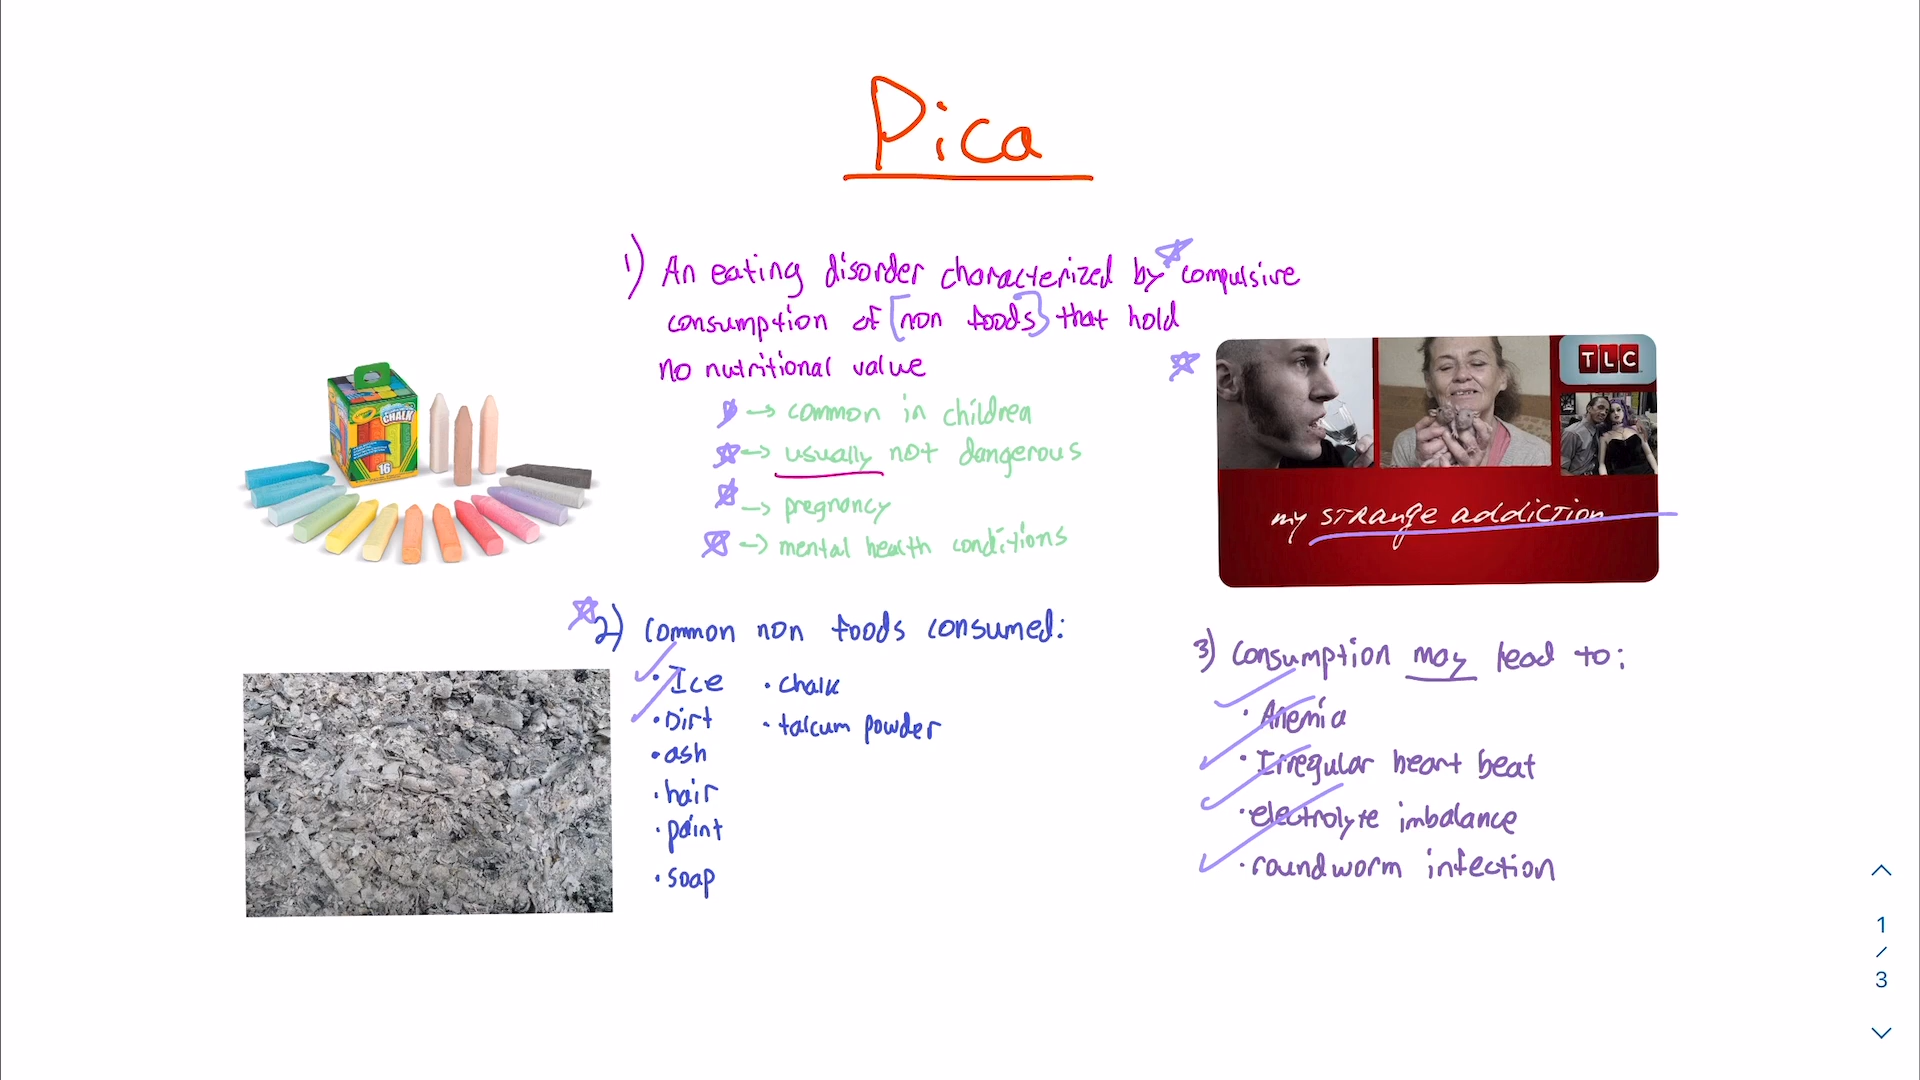 Pica
1) An eating disorder characterized by compulsive
consumption of [non foods] that hold
no nutritional value
→ common in children
→ usually not dangerous
→ pregnancy
→ mental health conditions
Crayola
CHALK
16
TLC
my strange addiction
2) Common non foods consumed:
• Ice
• Dirt
• ash
• hair
• paint
• soap
• chalk
• talcum powder
3) Consumption may lead to:
• Anemia
• Irregular heart beat
• electrolyte imbalance
• roundworm infection
1
/
3